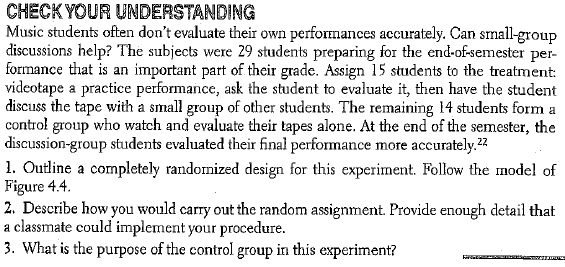 CHECK YOUR UNDERSTANDING
Music students often don't evaluate their own performances accurately. Can small-group
discussions help? The subjects were 29 students preparing for the end-of-semester per-
formance that is an important part of their grade. Assign 15 students to the treatment:
videotape a practice performance, ask the student to evaluate it, then have the student
discuss the tape with a small group of other students. The remaining 14 students form a
control group who watch and evaluate their tapes alone. At the end of the semester, the
discussion-group students evaluated their final performance more accurately.22
1. Outline a completely randomized design for this experiment. Follow the model of
Figure 4.4.
2. Describe how you would carry out the random assignment. Provide enough detail that
a classmate could implement your procedure.
3. What is the purpose of the control group in this experiment?